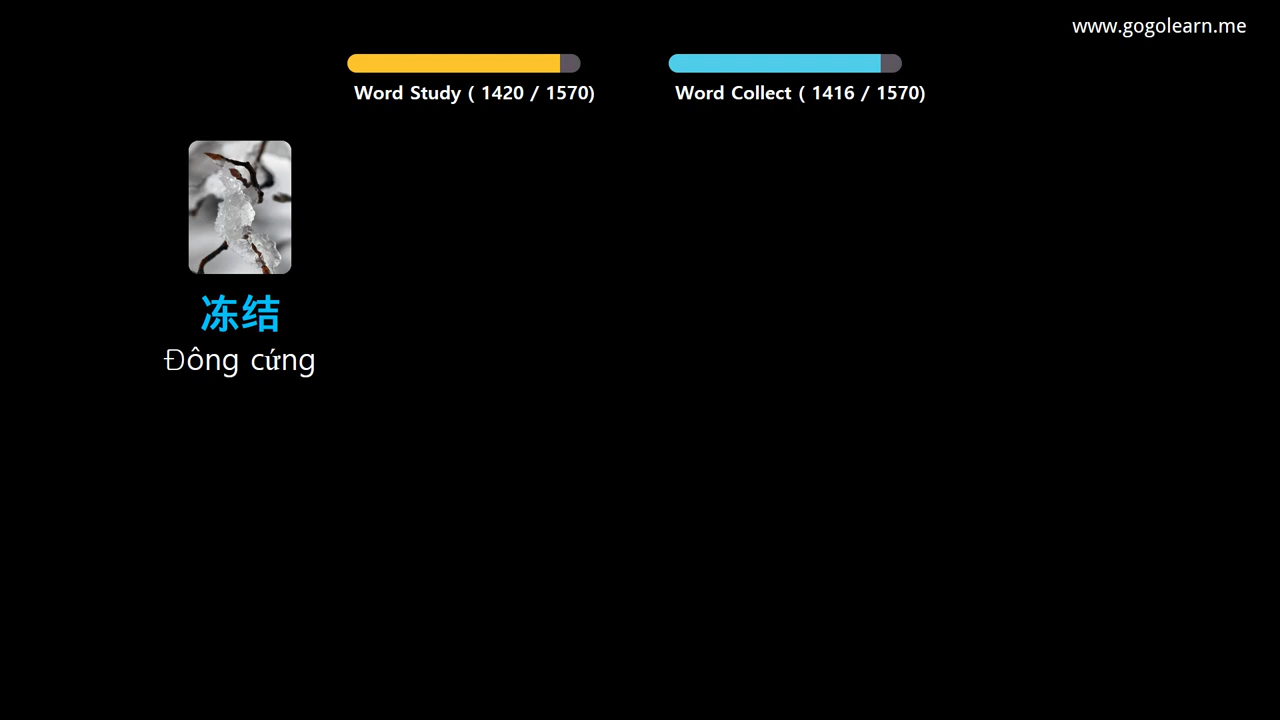 www.gogolearn.me
Word Study ( 1420 / 1570)
Word Collect ( 1416 / 1570)
冻结
Đông cứng